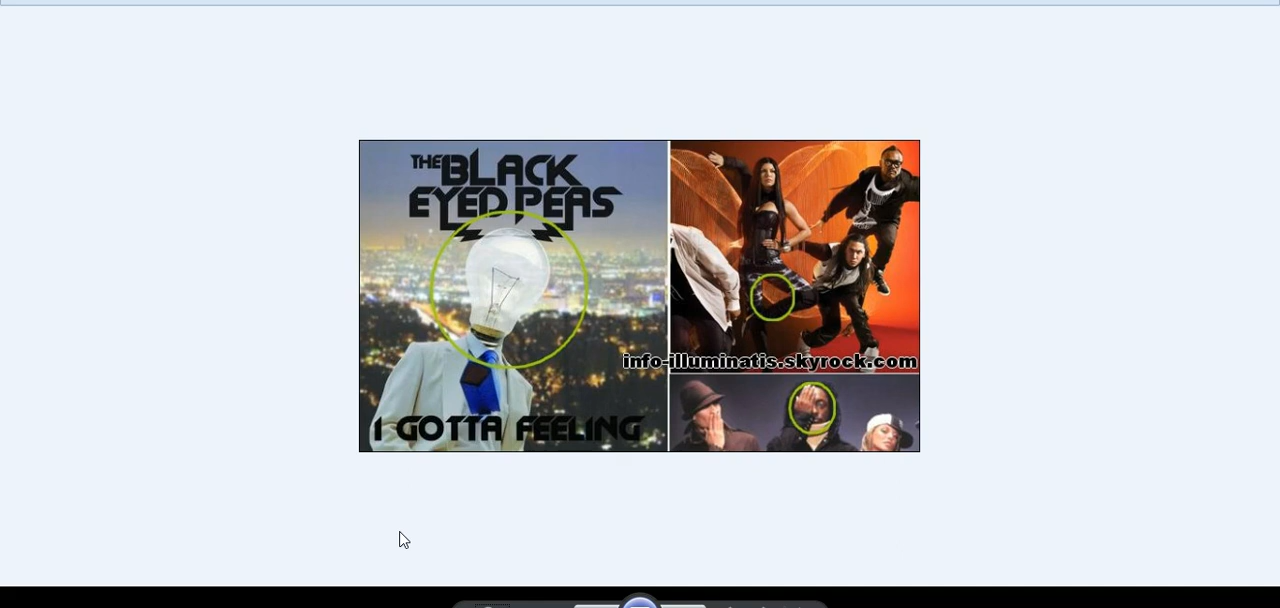 THE BLACK
EYED PEAS
I GOTTA FEELING
info-illuminatis.skyrock.com